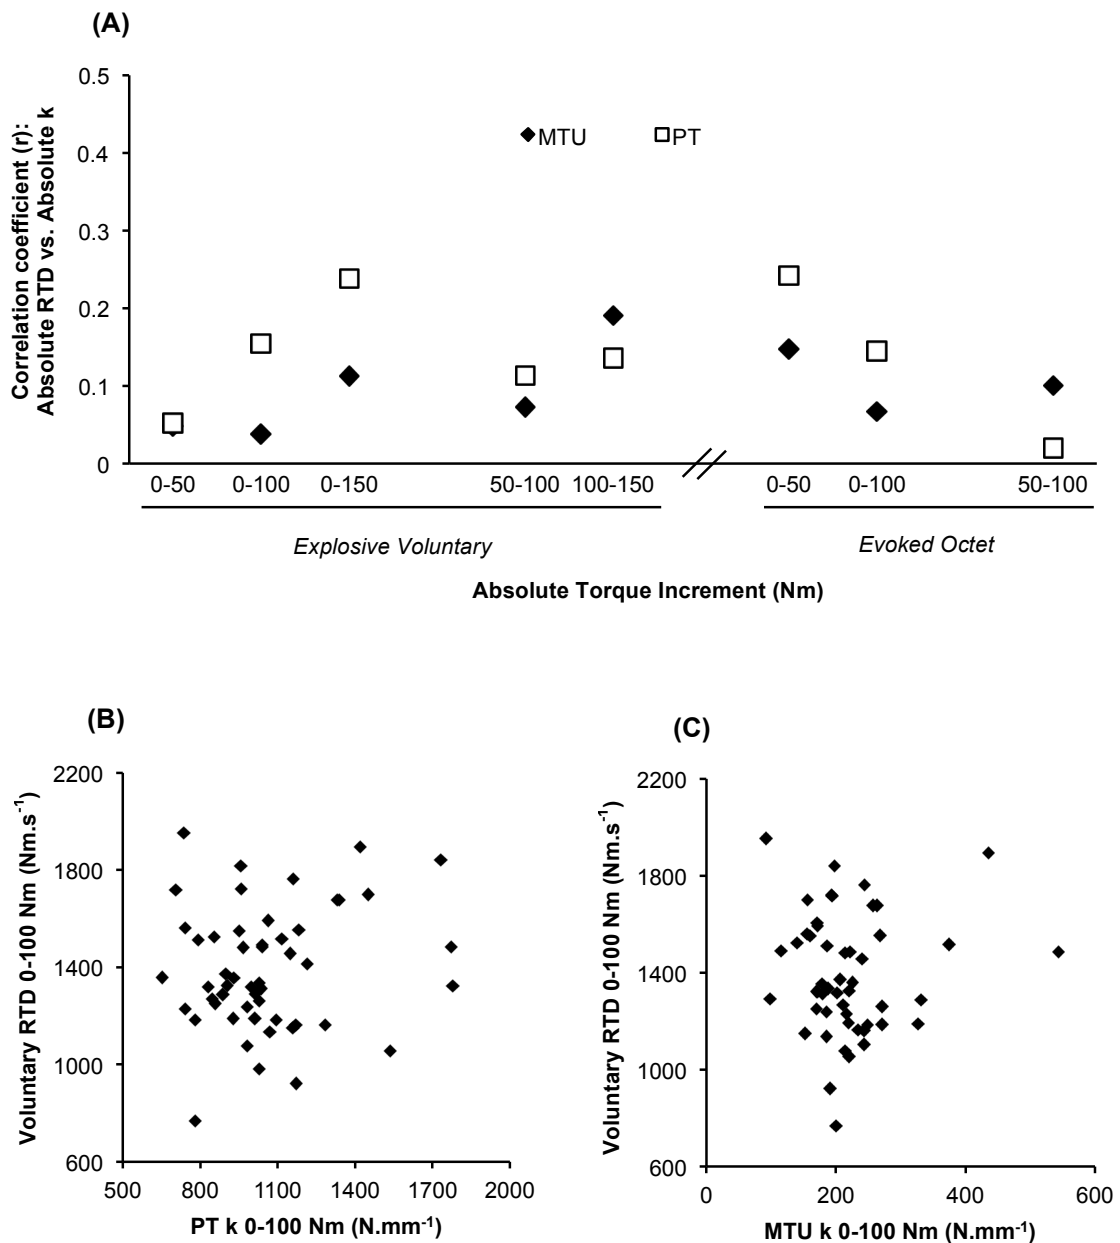 (A)
Correlation coefficient (r):
Absolute RTD vs. Absolute k
0.5
0.4
0.3
0.2
0.1
0
MTU PT
0-50 0-100 0-150 50-100 100-150 0-50 0-100 50-100
Explosive Voluntary Evoked Octet
Absolute Torque Increment (Nm)
(B)
Voluntary RTD 0-100 Nm (Nm.s⁻¹)
2200
1800
1400
1000
600
500 800 1100 1400 1700 2000
PT k 0-100 Nm (N.mm⁻¹)
(C)
Voluntary RTD 0-100 Nm (Nm.s⁻¹)
2200
1800
1400
1000
600
0 200 400 600
MTU k 0-100 Nm (N.mm⁻¹)